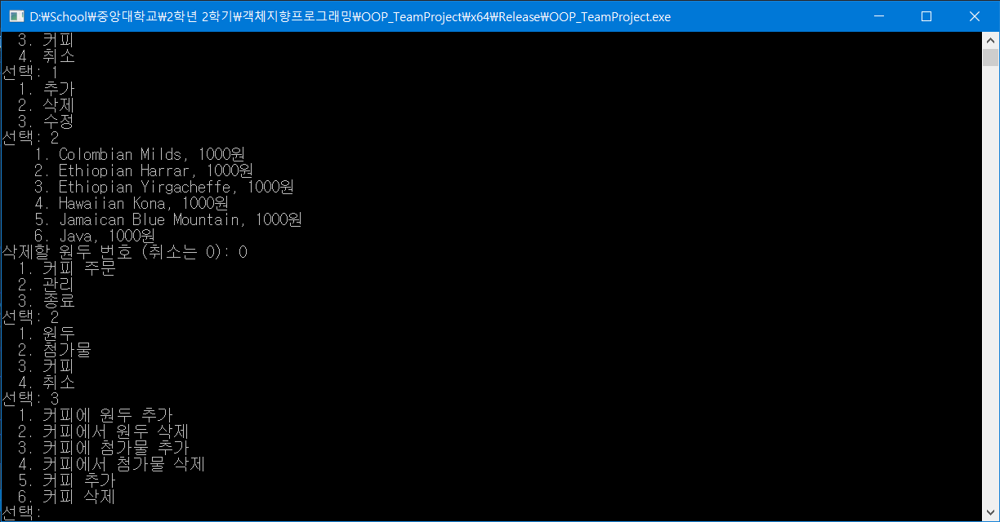 D:₩School₩중앙대학교₩2학년 2학기₩객체지향프로그래밍₩OOP_TeamProject₩x64₩Release₩OOP_TeamProject.exe
3. 커피
4. 취소
선택: 1
1. 추가
2. 삭제
3. 수정
선택: 2
1. Colombian Milds, 1000원
2. Ethiopian Harrar, 1000원
3. Ethiopian Yirgacheffe, 1000원
4. Hawaiian Kona, 1000원
5. Jamaican Blue Mountain, 1000원
6. Java, 1000원
삭제할 원두 번호 (취소는 0): 0
1. 커피 주문
2. 관리
3. 종료
선택: 2
1. 원두
2. 첨가물
3. 커피
4. 취소
선택: 3
1. 커피에 원두 추가
2. 커피에서 원두 삭제
3. 커피에 첨가물 추가
4. 커피에서 첨가물 삭제
5. 커피 추가
6. 커피 삭제
선택: